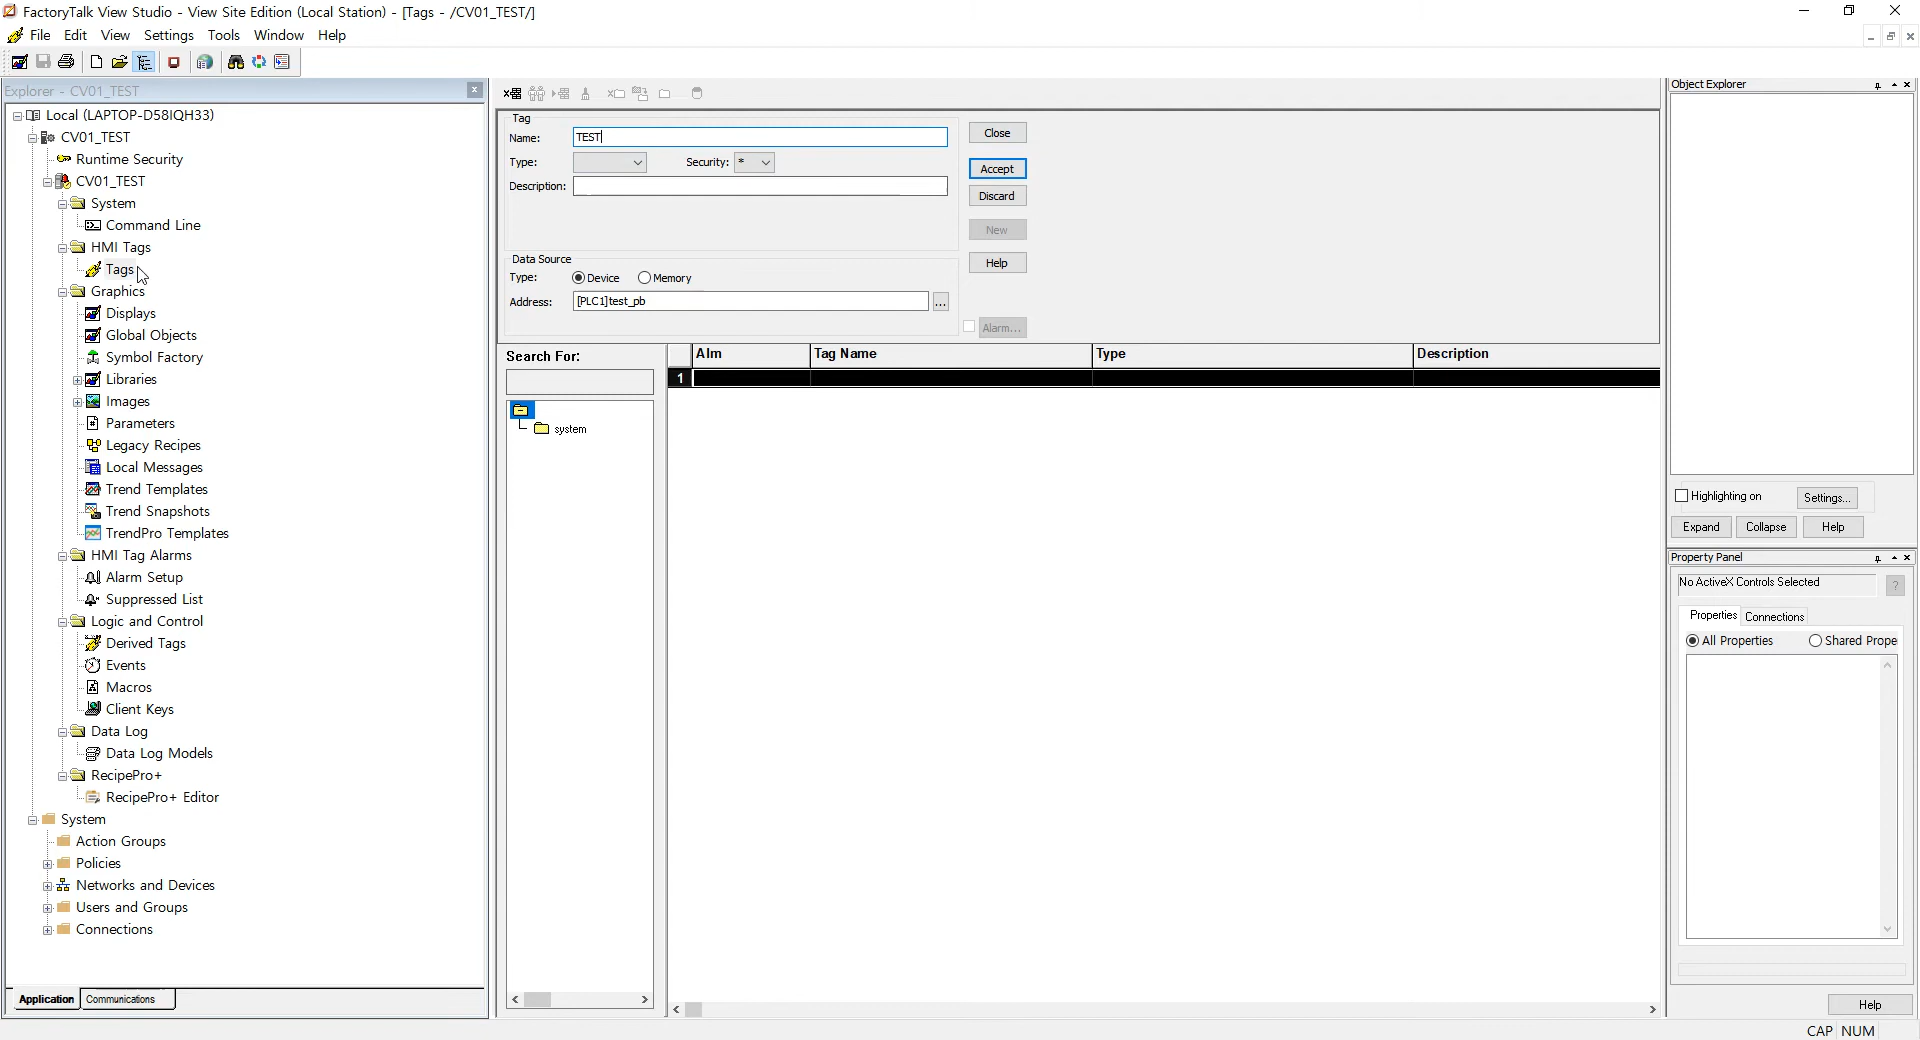 FactoryTalk View Studio - View Site Edition (Local Station) - [Tags - /CV01_TEST/]
File Edit View Settings Tools Window Help
Explorer - CV01_TEST
Local (LAPTOP-D58IQH33)
CV01_TEST
Runtime Security
CV01_TEST
System
Command Line
HMI Tags
Tags
Graphics
Displays
Global Objects
Symbol Factory
Libraries
Images
Parameters
Legacy Recipes
Local Messages
Trend Templates
Trend Snapshots
TrendPro Templates
HMI Tag Alarms
Alarm Setup
Suppressed List
Logic and Control
Derived Tags
Events
Macros
Client Keys
Data Log
Data Log Models
RecipePro+
RecipePro+ Editor
System
Action Groups
Policies
Networks and Devices
Users and Groups
Connections
Application Communications
Tag
Name: TEST
Type: Security: *
Description:
Close
Accept
Discard
New
Help
Data Source
Type: Device Memory
Address: [PLC1]test_pb ...
Alarm...
Search For:
system
Alm Tag Name Type Description
1
Object Explorer
Highlighting on Settings...
Expand Collapse Help
Property Panel
No ActiveX Controls Selected ?
Properties Connections
All Properties Shared Prope
Help
CAP NUM